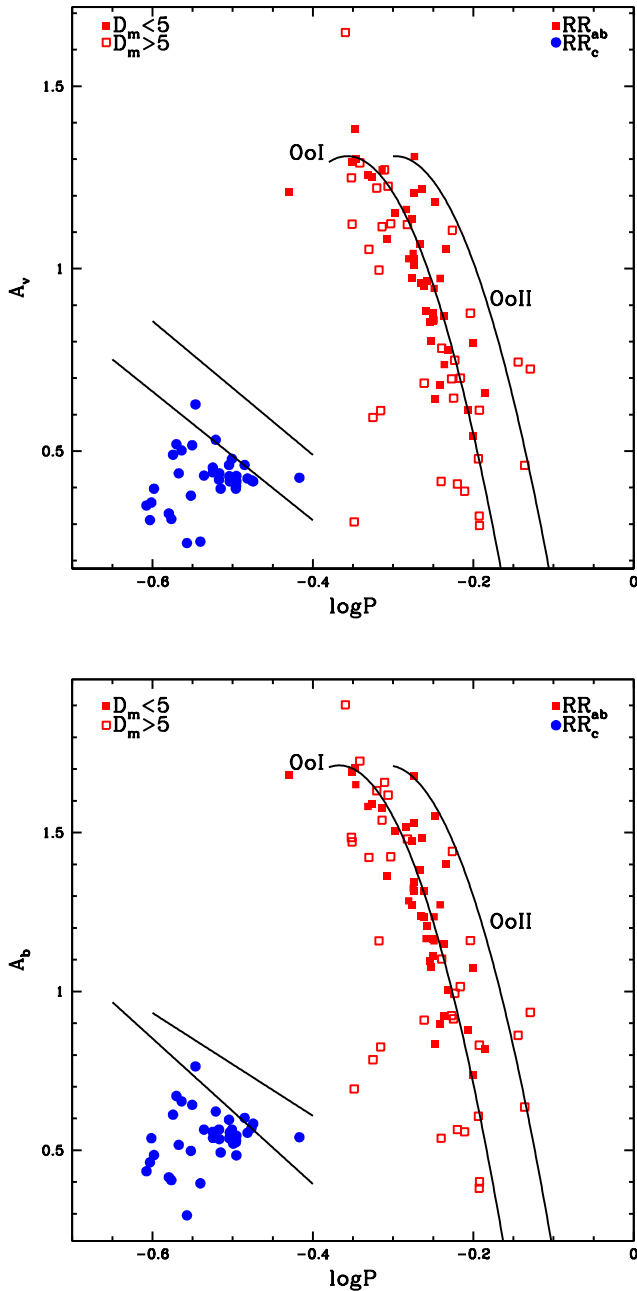 D_m<5 RR_ab
D_m>5 RR_c
1.5
OoI
A_v
1
OoII
0.5
-0.6 -0.4 -0.2 0
logP
D_m<5 RR_ab
D_m>5 RR_c
OoI
1.5
OoII
A_b
1
0.5
-0.6 -0.4 -0.2 0
logP